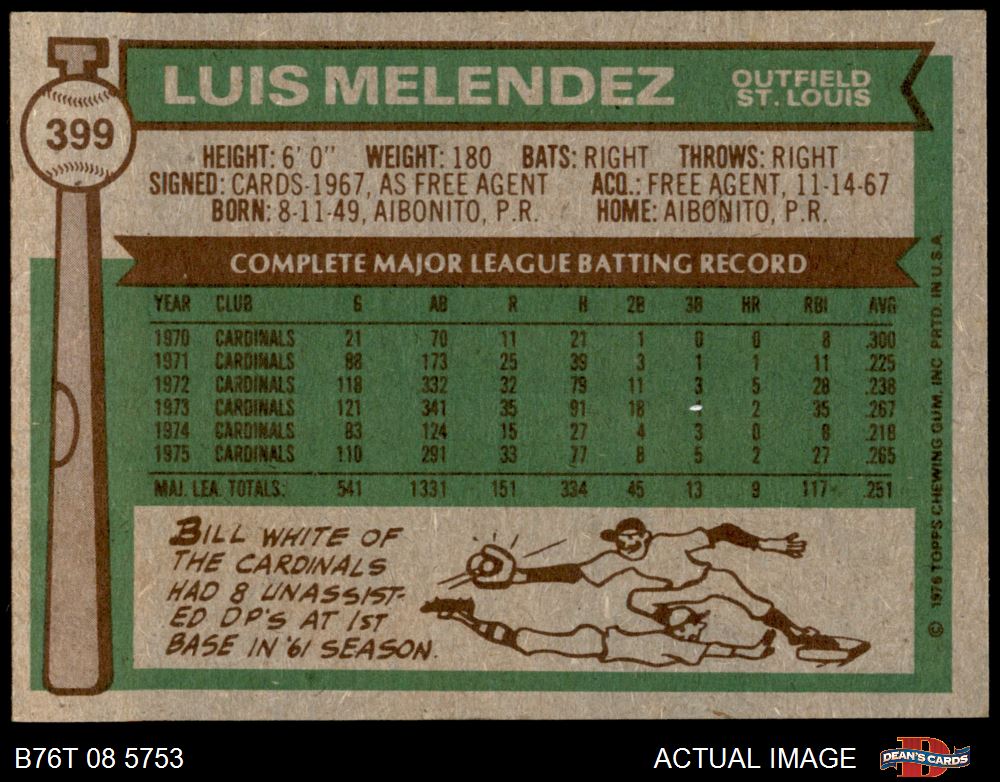 399
LUIS MELENDEZ
OUTFIELD
ST. LOUIS
HEIGHT: 6' 0" WEIGHT: 180 BATS: RIGHT THROWS: RIGHT
SIGNED: CARDS-1967, AS FREE AGENT ACQ.: FREE AGENT, 11-14-67
BORN: 8-11-49, AIBONITO, P.R. HOME: AIBONITO, P.R.
COMPLETE MAJOR LEAGUE BATTING RECORD
YEAR CLUB G AB R H 2B 3B HR RBI AVG
1970 CARDINALS 21 70 11 21 1 0 0 8 .300
1971 CARDINALS 88 173 25 39 3 1 1 11 .225
1972 CARDINALS 118 332 32 79 11 3 5 28 .238
1973 CARDINALS 121 341 35 91 18 2 35 .267
1974 CARDINALS 83 124 15 27 4 3 0 8 .218
1975 CARDINALS 110 291 33 77 8 5 2 27 .265
MAJ. LEA. TOTALS: 541 1331 151 334 45 13 9 117 .251
BILL WHITE OF
THE CARDINALS
HAD 8 UNASSIST-
ED DP'S AT 1ST
BASE IN '61 SEASON.
© 1976 TOPPS CHEWING GUM, INC. PRTD. IN U.S.A.
B76T 08 5753
ACTUAL IMAGE
DEAN'S CARDS